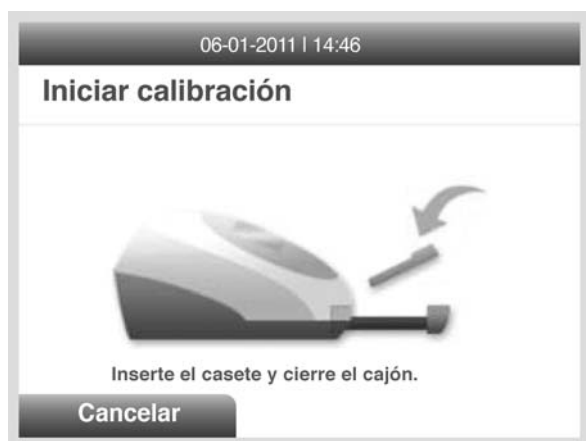 06-01-2011 | 14:46
Iniciar calibración
Inserte el casete y cierre el cajón.
Cancelar